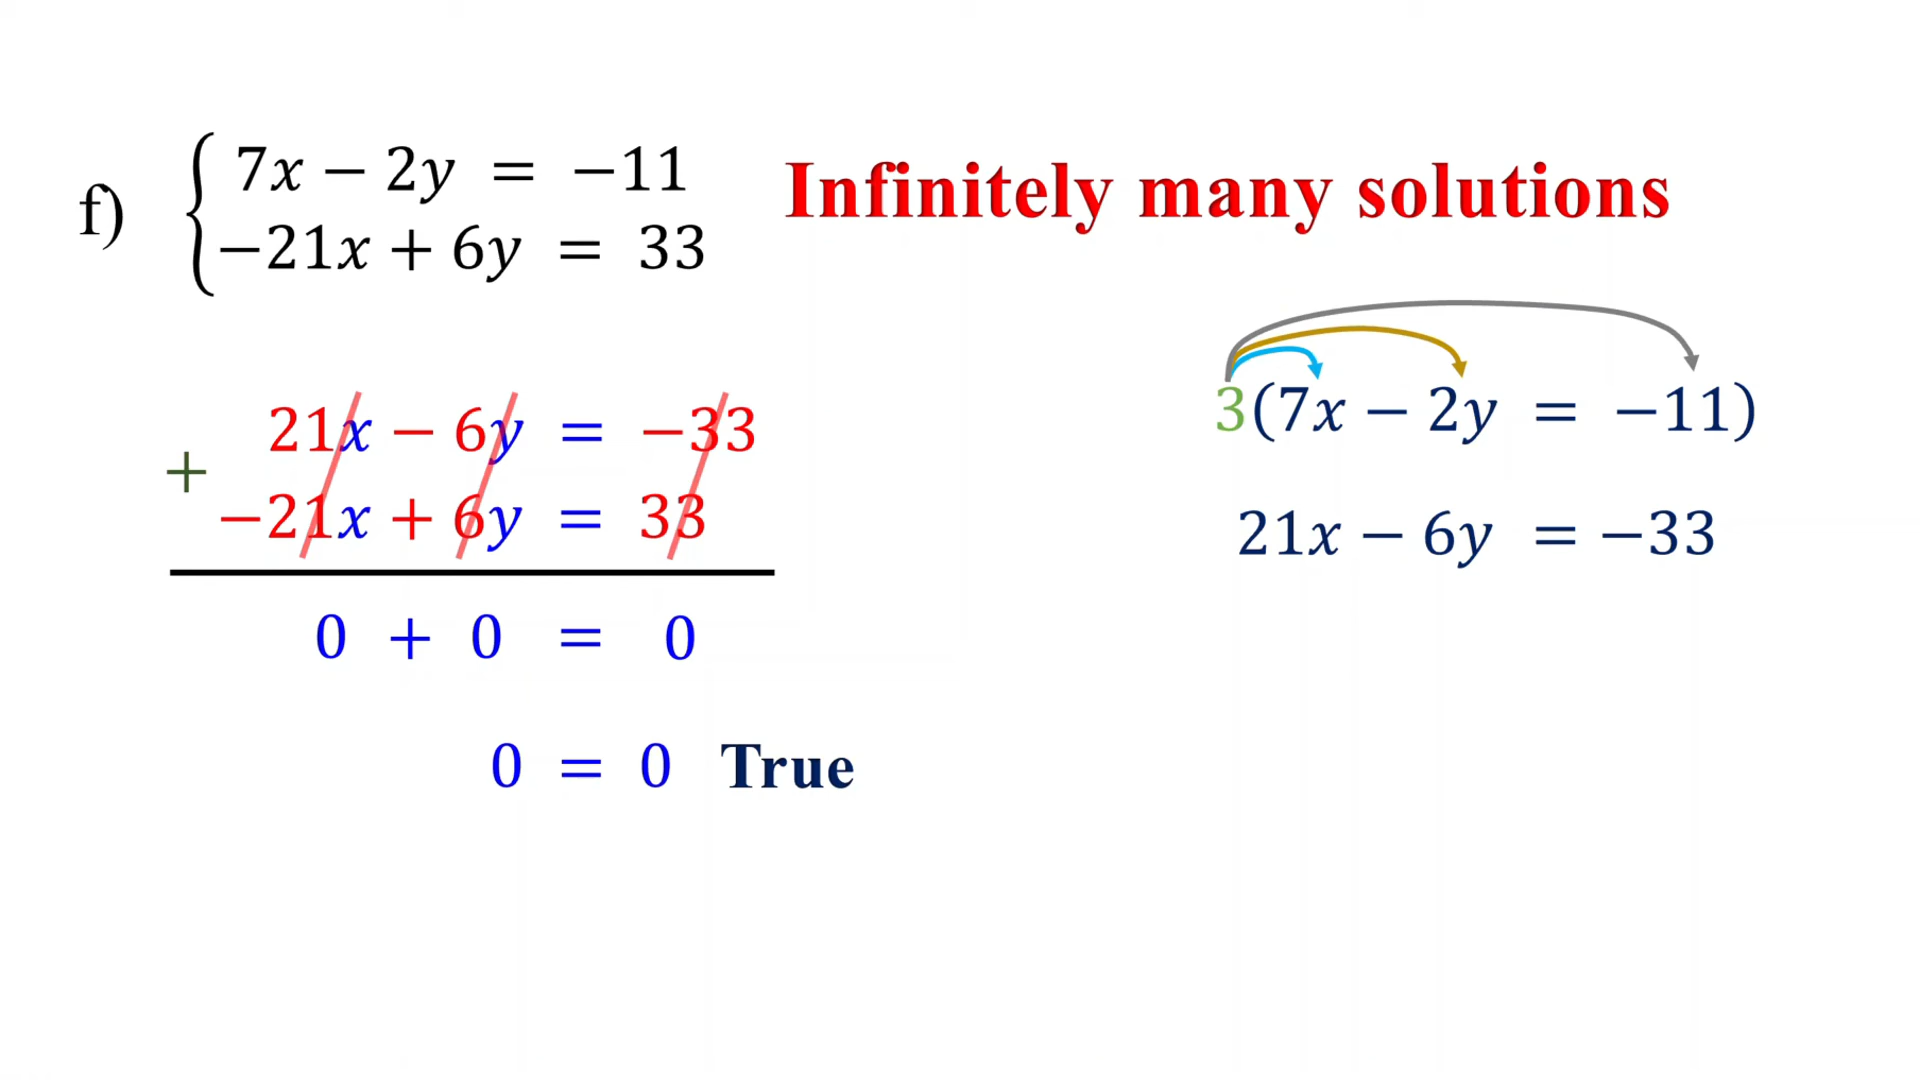 f) { 7x − 2y = −11
−21x + 6y = 33
Infinitely many solutions
3(7x − 2y = −11)
21x − 6y = −33
21x − 6y = −33
+
−21x + 6y = 33
0 + 0 = 0
0 = 0 True